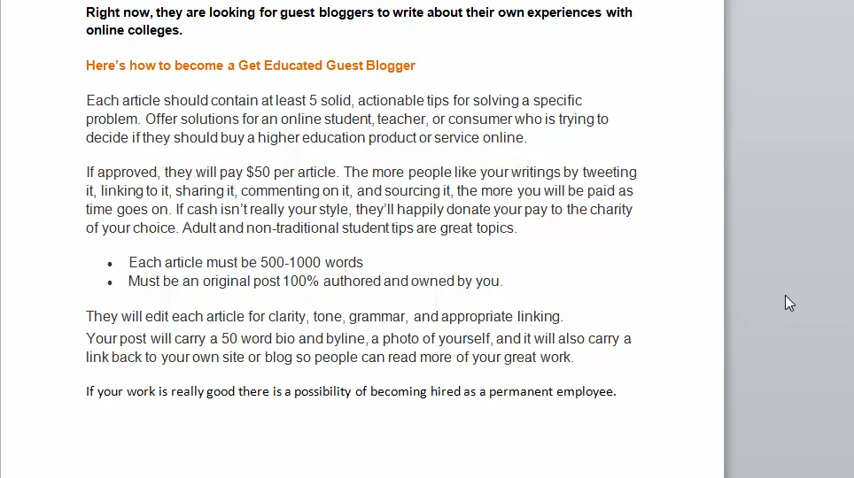 Right now, they are looking for guest bloggers to write about their own experiences with
online colleges.
Here's how to become a Get Educated Guest Blogger
Each article should contain at least 5 solid, actionable tips for solving a specific
problem. Offer solutions for an online student, teacher, or consumer who is trying to
decide if they should buy a higher education product or service online.
If approved, they will pay $50 per article. The more people like your writings by tweeting
it, linking to it, sharing it, commenting on it, and sourcing it, the more you will be paid as
time goes on. If cash isn't really your style, they'll happily donate your pay to the charity
of your choice. Adult and non-traditional student tips are great topics.
• Each article must be 500-1000 words
• Must be an original post 100% authored and owned by you.
They will edit each article for clarity, tone, grammar, and appropriate linking.
Your post will carry a 50 word bio and byline, a photo of yourself, and it will also carry a
link back to your own site or blog so people can read more of your great work.
If your work is really good there is a possibility of becoming hired as a permanent employee.